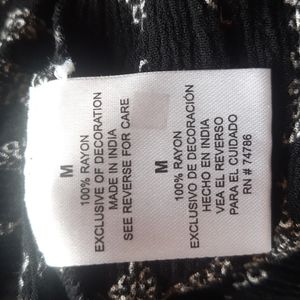 M
100% RAYON
EXCLUSIVE OF DECORATION
MADE IN INDIA
SEE REVERSE FOR CARE
M
100% RAYON
EXCLUSIVO DE DECORACIÓN
HECHO EN INDIA
VEA EL REVERSO
PARA EL CUIDADO
RN # 74786